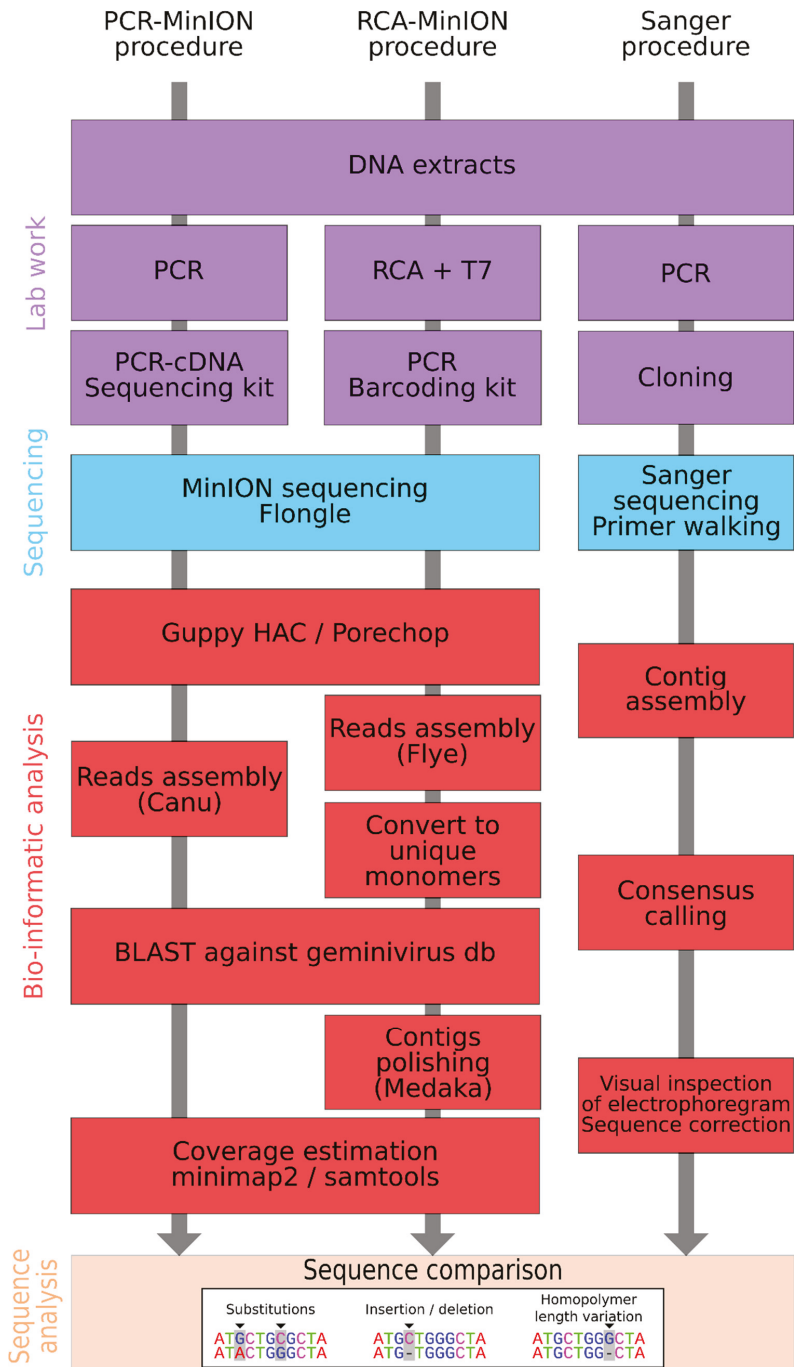 PCR-MinION
procedure
RCA-MinION
procedure
Sanger
procedure
Lab work
DNA extracts
PCR
RCA + T7
PCR
PCR-cDNA
Sequencing kit
PCR
Barcoding kit
Cloning
Sequencing
MinION sequencing
Flongle
Sanger
sequencing
Primer walking
Bio-informatic analysis
Guppy HAC / Porechop
Contig
assembly
Reads assembly
(Flye)
Reads assembly
(Canu)
Convert to
unique
monomers
Consensus
calling
BLAST against geminivirus db
Contigs
polishing
(Medaka)
Visual inspection
of electrophoregram
Sequence correction
Coverage estimation
minimap2 / samtools
Sequence
analysis
Sequence comparison
Substitutions
ATGCTGCGCTA
ATACTGGGCTA
Insertion / deletion
ATGCTGGGCTA
ATG-TGGGCTA
Homopolymer
length variation
ATGCTGGGCTA
ATGCTGG-CTA